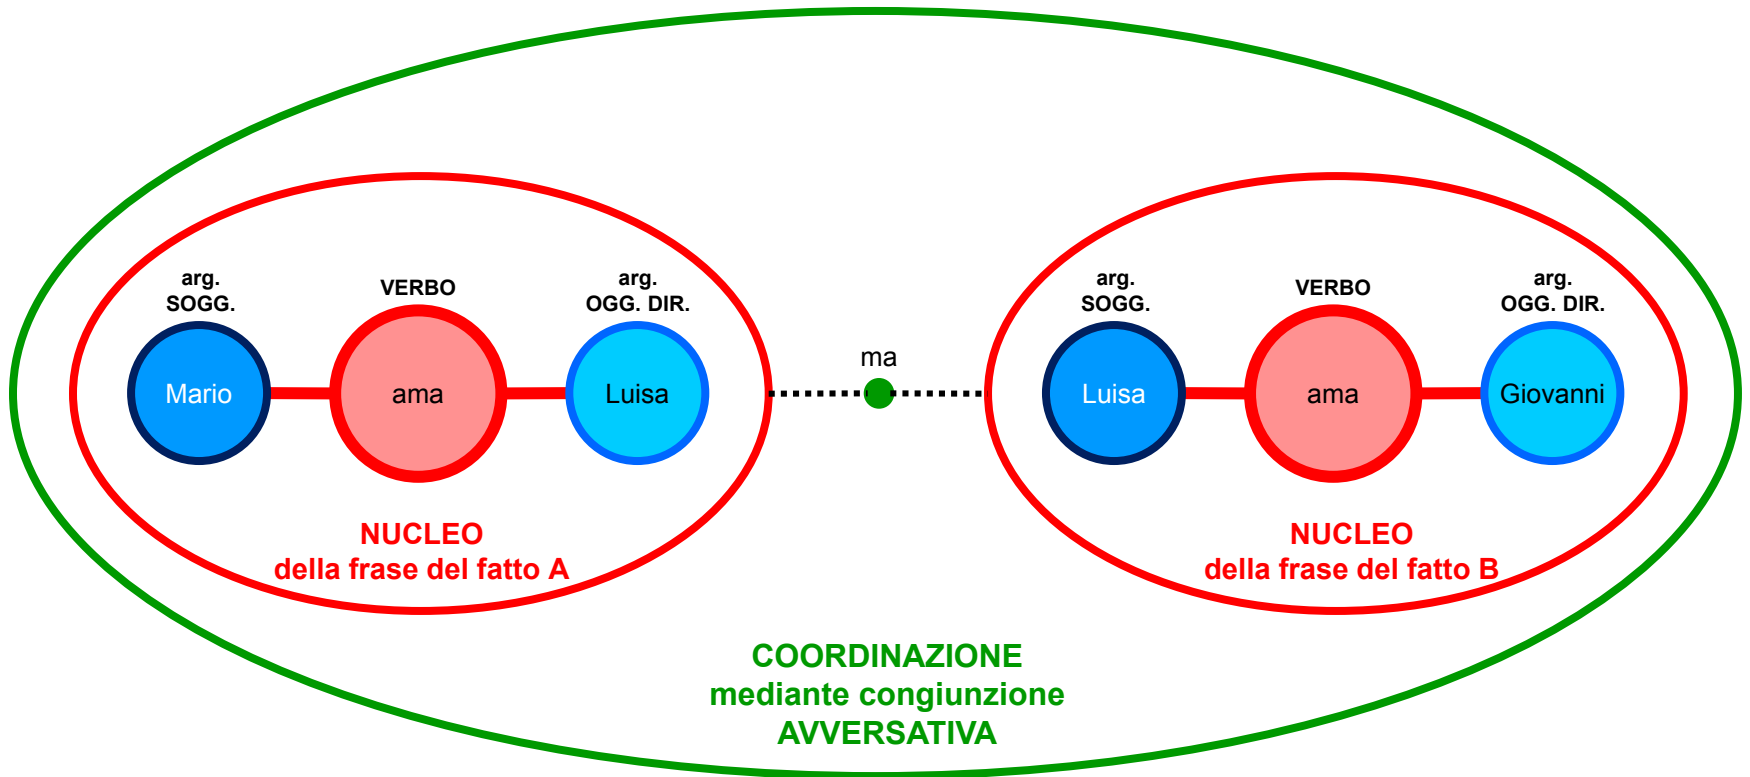 arg.
SOGG.
VERBO
arg.
OGG. DIR.
Mario
ama
Luisa
NUCLEO
della frase del fatto A
ma
arg.
SOGG.
VERBO
arg.
OGG. DIR.
Luisa
ama
Giovanni
NUCLEO
della frase del fatto B
COORDINAZIONE
mediante congiunzione
AVVERSATIVA